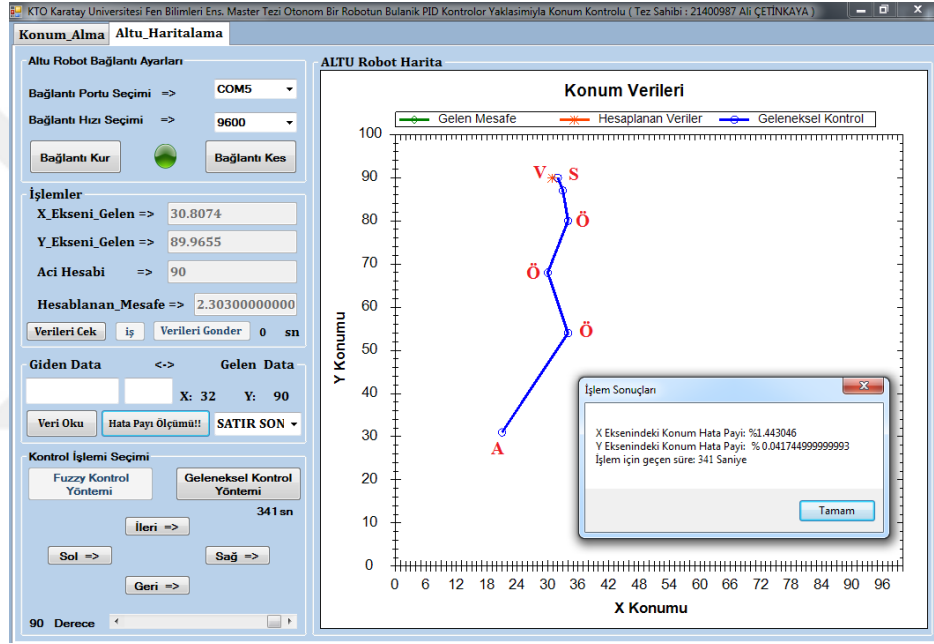 KTO Karatay Universitesi Fen Bilimleri Ens. Master Tezi Otonom Bir Robotun Bulanik PID Kontrolor Yaklasimiyla Konum Kontrolu ( Tez Sahibi : 21400987 Ali ÇETİNKAYA )
Konum_Alma Altu_Haritalama
Altu Robot Bağlantı Ayarları
Bağlantı Portu Seçimi => COM5
Bağlantı Hızı Seçimi => 9600
Bağlantı Kur Bağlantı Kes
İşlemler
X_Ekseni_Gelen => 30.8074
Y_Ekseni_Gelen => 89.9655
Aci Hesabi => 90
Hesablanan_Mesafe => 2.30300000000
Verileri Cek iş Verileri Gonder 0 sn
Giden Data <-> Gelen Data
X: 32 Y: 90
Veri Oku Hata Payı Ölçümü!! SATIR SON
Kontrol İşlemi Seçimi
Fuzzy Kontrol Yöntemi
Geleneksel Kontrol Yöntemi
341 sn
İleri =>
Sol => Sağ =>
Geri =>
90 Derece
ALTU Robot Harita
Konum Verileri
Gelen Mesafe Hesaplanan Veriler Geleneksel Kontrol
Y Konumu
100
90
80
70
60
50
40
30
20
10
0
V S
Ö
Ö
Ö
A
0 6 12 18 24 30 36 42 48 54 60 66 72 78 84 90 96
X Konumu
İşlem Sonuçları
X Eksenindeki Konum Hata Payi: %1.443046
Y Eksenindeki Konum Hata Payi: % 0.041744999999993
İşlem için geçen süre: 341 Saniye
Tamam